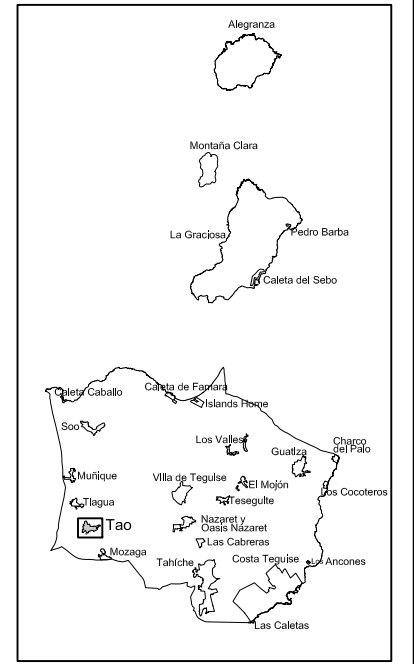 Alegranza
Montaña Clara
La Graciosa
Pedro Barba
Caleta del Sebo
Caleta Caballo
Caleta de Famara
Islands Home
Soo
Los Valles
Guatiza
Charco
del Palo
Muñique
Villa de Teguise
El Mojón
Los Cocoteros
Tiagua
Teseguite
Tao
Nazaret y
Oasis Nazaret
Las Cabreras
Mozaga
Tahíche
Costa Teguise
Los Ancones
Las Caletas